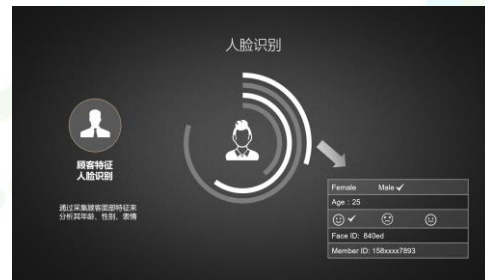 人脸识别
顾客特征
人脸识别
通过采集顾客面部特征来
分析其年龄、性别、表情
Female Male ✓
Age : 25
✓
Face ID: 840ed
Member ID: 158xxxx7893